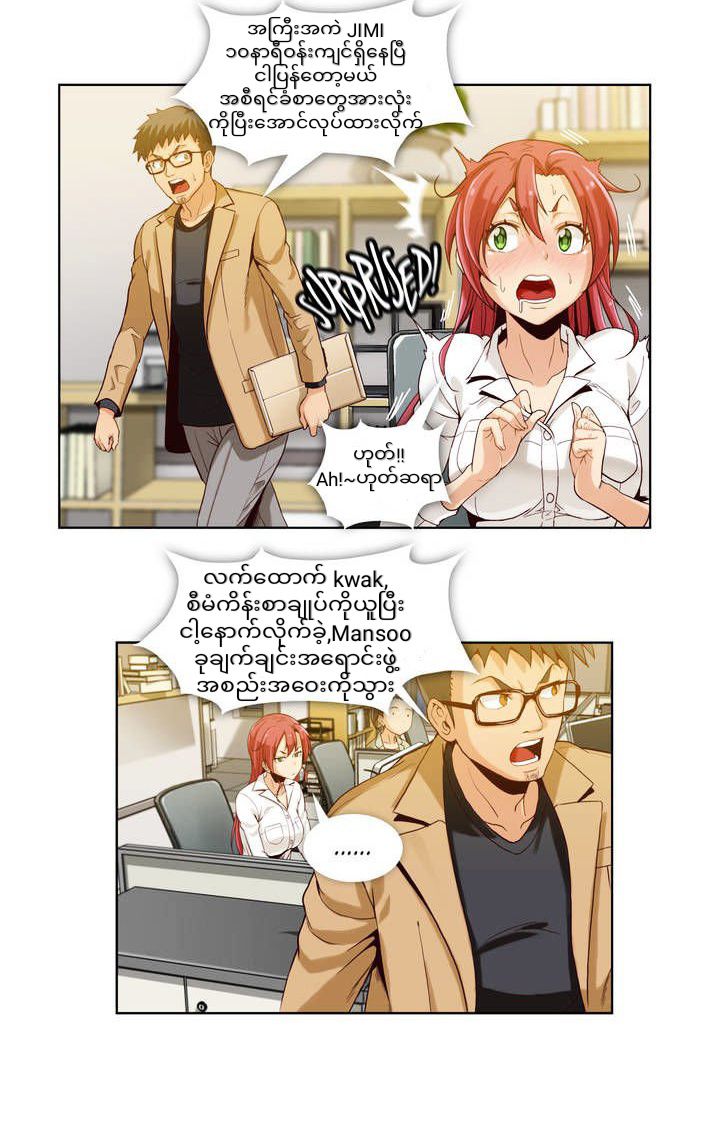 အကြီးအကဲ JIMI
၁၀နာရီဝန်းကျင်ရှိနေပြီ
ငါပြန်တော့မယ်
အစီရင်ခံစာတွေအားလုံး
ကိုပြီးအောင်လုပ်ထားလိုက်
SURPRISED!
ဟုတ်!!
Ah!~ဟုတ်ဆရာ
လက်ထောက် kwak,
စီမံကိန်းစာချုပ်ကိုယူပြီး
ငါ့နောက်လိုက်ခဲ့,Mansoo
ခုချက်ချင်းအရောင်းဖွဲ့
အစည်းအဝေးကိုသွား
......